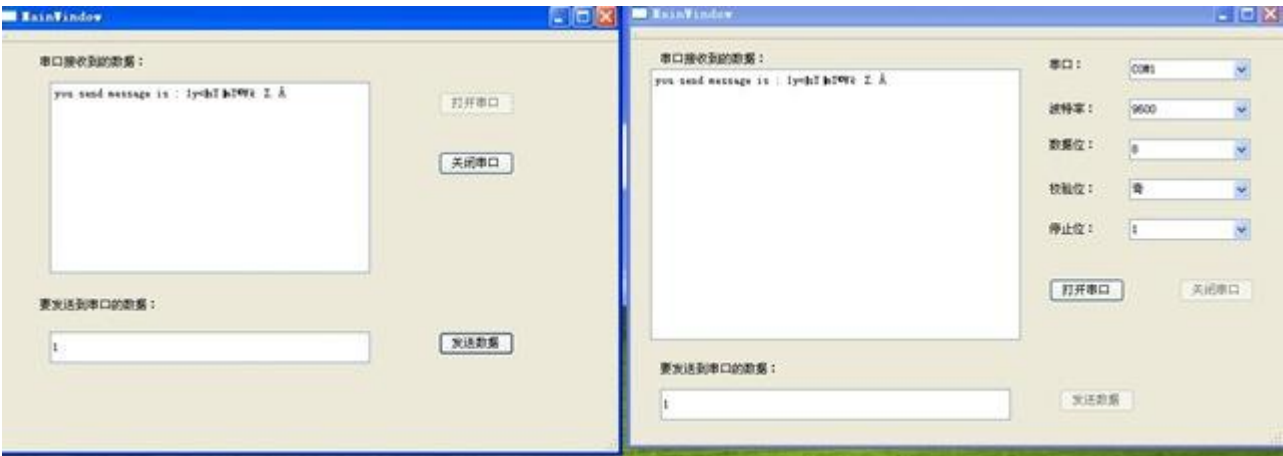 MainWindow
串口接收到的数据：
you send message is :
打开串口
关闭串口
要发送到串口的数据：
1
发送数据
MainWindow
串口接收到的数据：
you send message is :
串口：
COM1
波特率：
9600
数据位：
8
校验位：
停止位：
1
打开串口
关闭串口
要发送到串口的数据：
1
发送数据